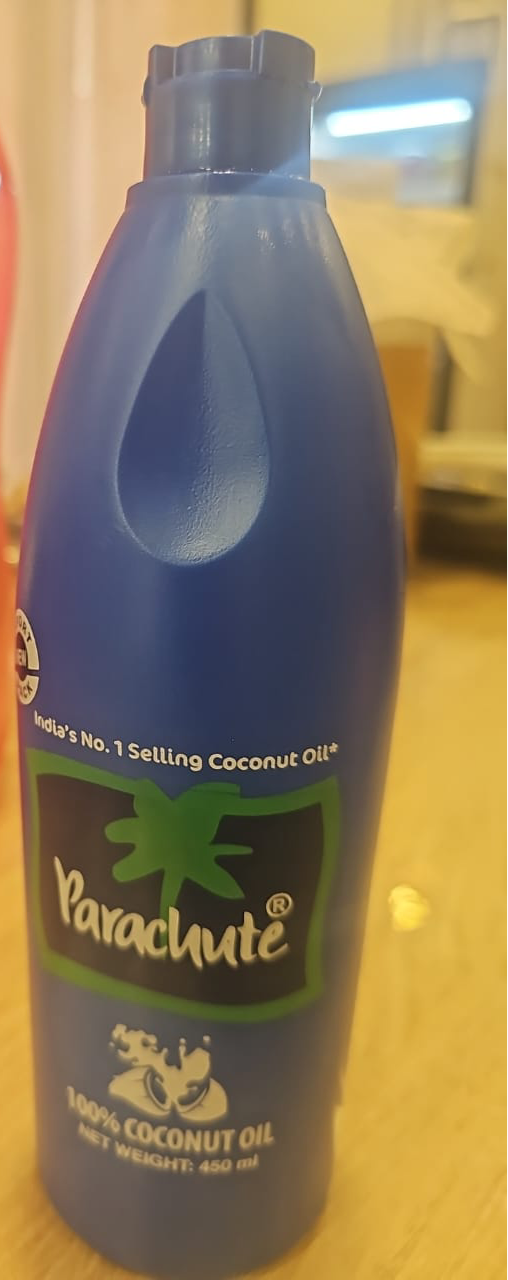 India's No. 1 Selling Coconut Oil*
Parachute®
100% COCONUT OIL
NET WEIGHT: 450 ml